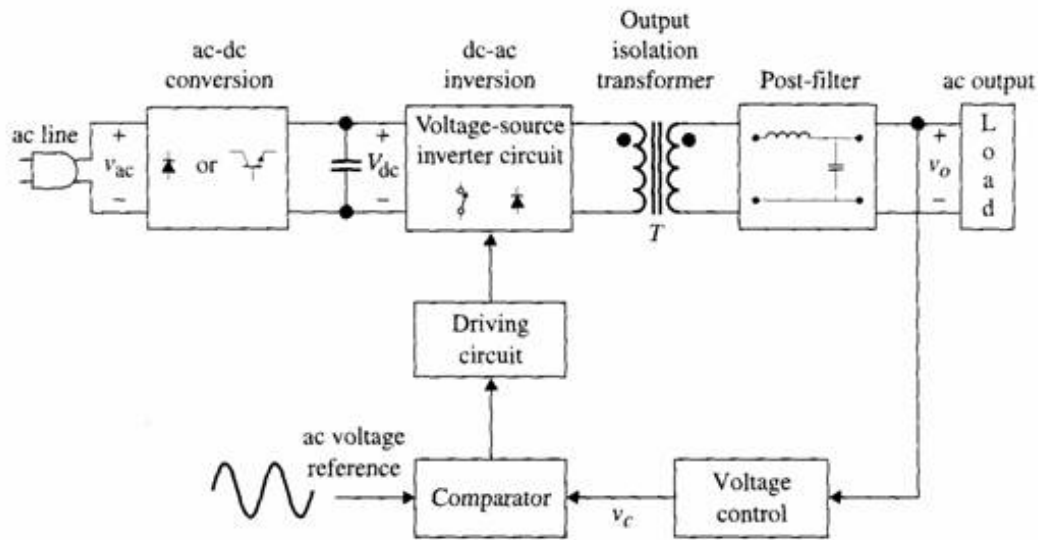 ac-dc
conversion
dc-ac
inversion
Output
isolation
transformer
Post-filter
ac output
ac line
+
v_ac
−
or
+
V_dc
−
Voltage-source
inverter circuit
T
+
v_o
−
L
o
a
d
Driving
circuit
ac voltage
reference
Comparator
v_c
Voltage
control